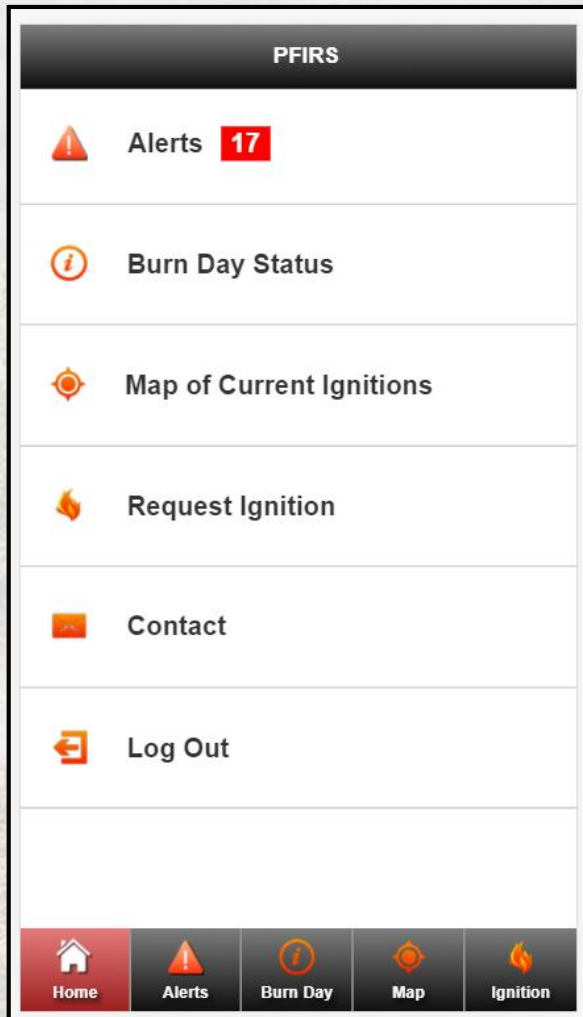 PFIRS
Alerts 17
Burn Day Status
Map of Current Ignitions
Request Ignition
Contact
Log Out
Home Alerts Burn Day Map Ignition